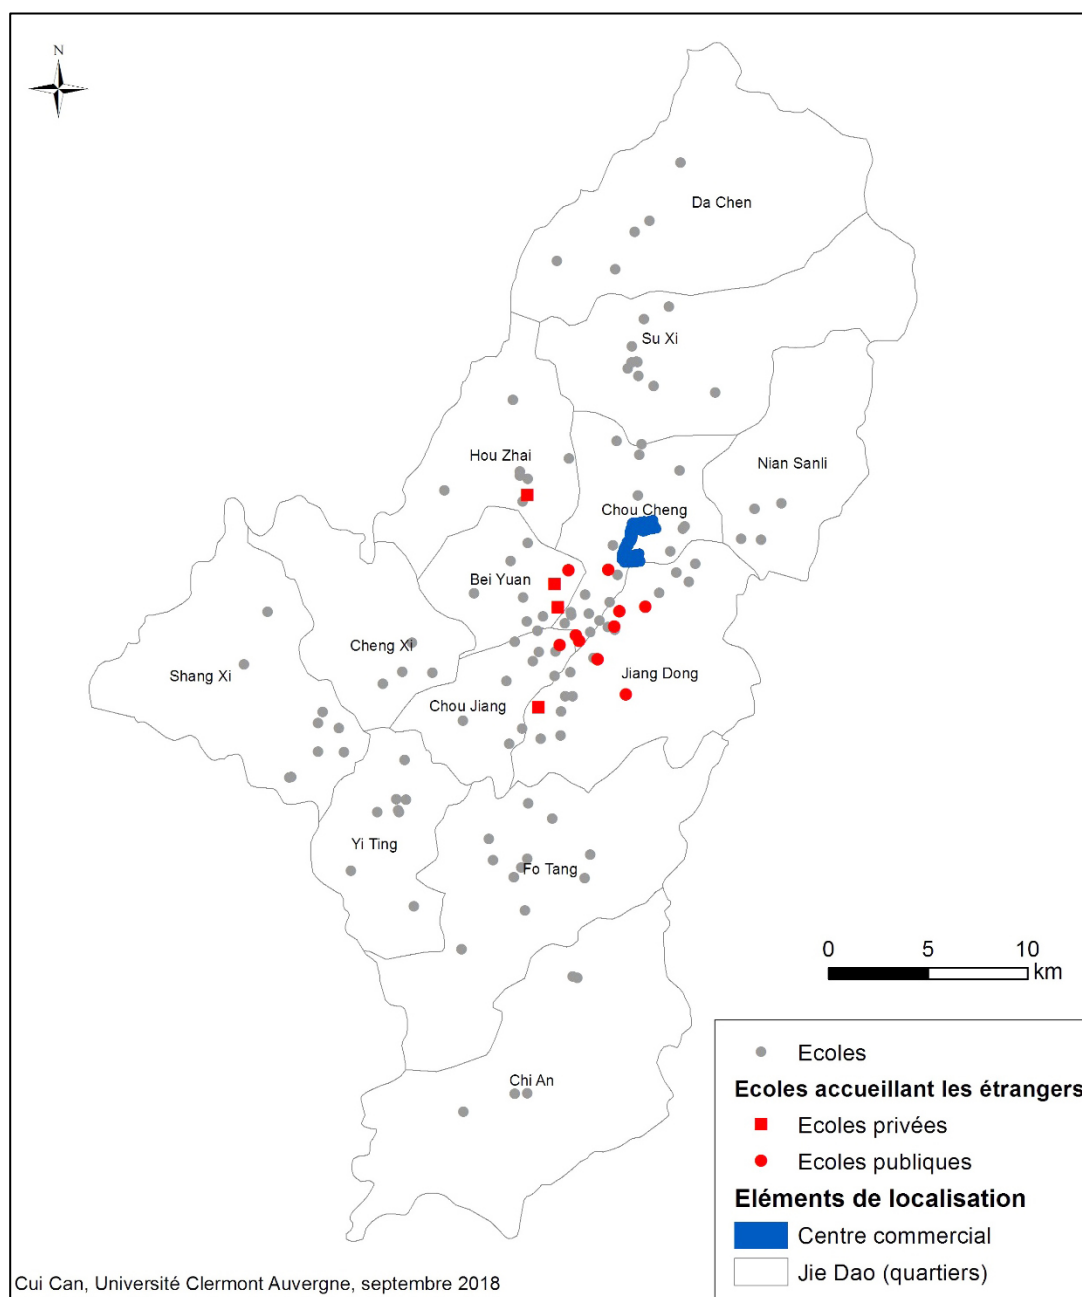 N
Da Chen
Su Xi
Hou Zhai
Nian Sanli
Chou Cheng
Bei Yuan
Cheng Xi
Shang Xi
Jiang Dong
Chou Jiang
Yi Ting
Fo Tang
0 5 10
km
Chi An
Ecoles
Ecoles accueillant les étrangers
Ecoles privées
Ecoles publiques
Eléments de localisation
Centre commercial
Jie Dao (quartiers)
Cui Can, Université Clermont Auvergne, septembre 2018